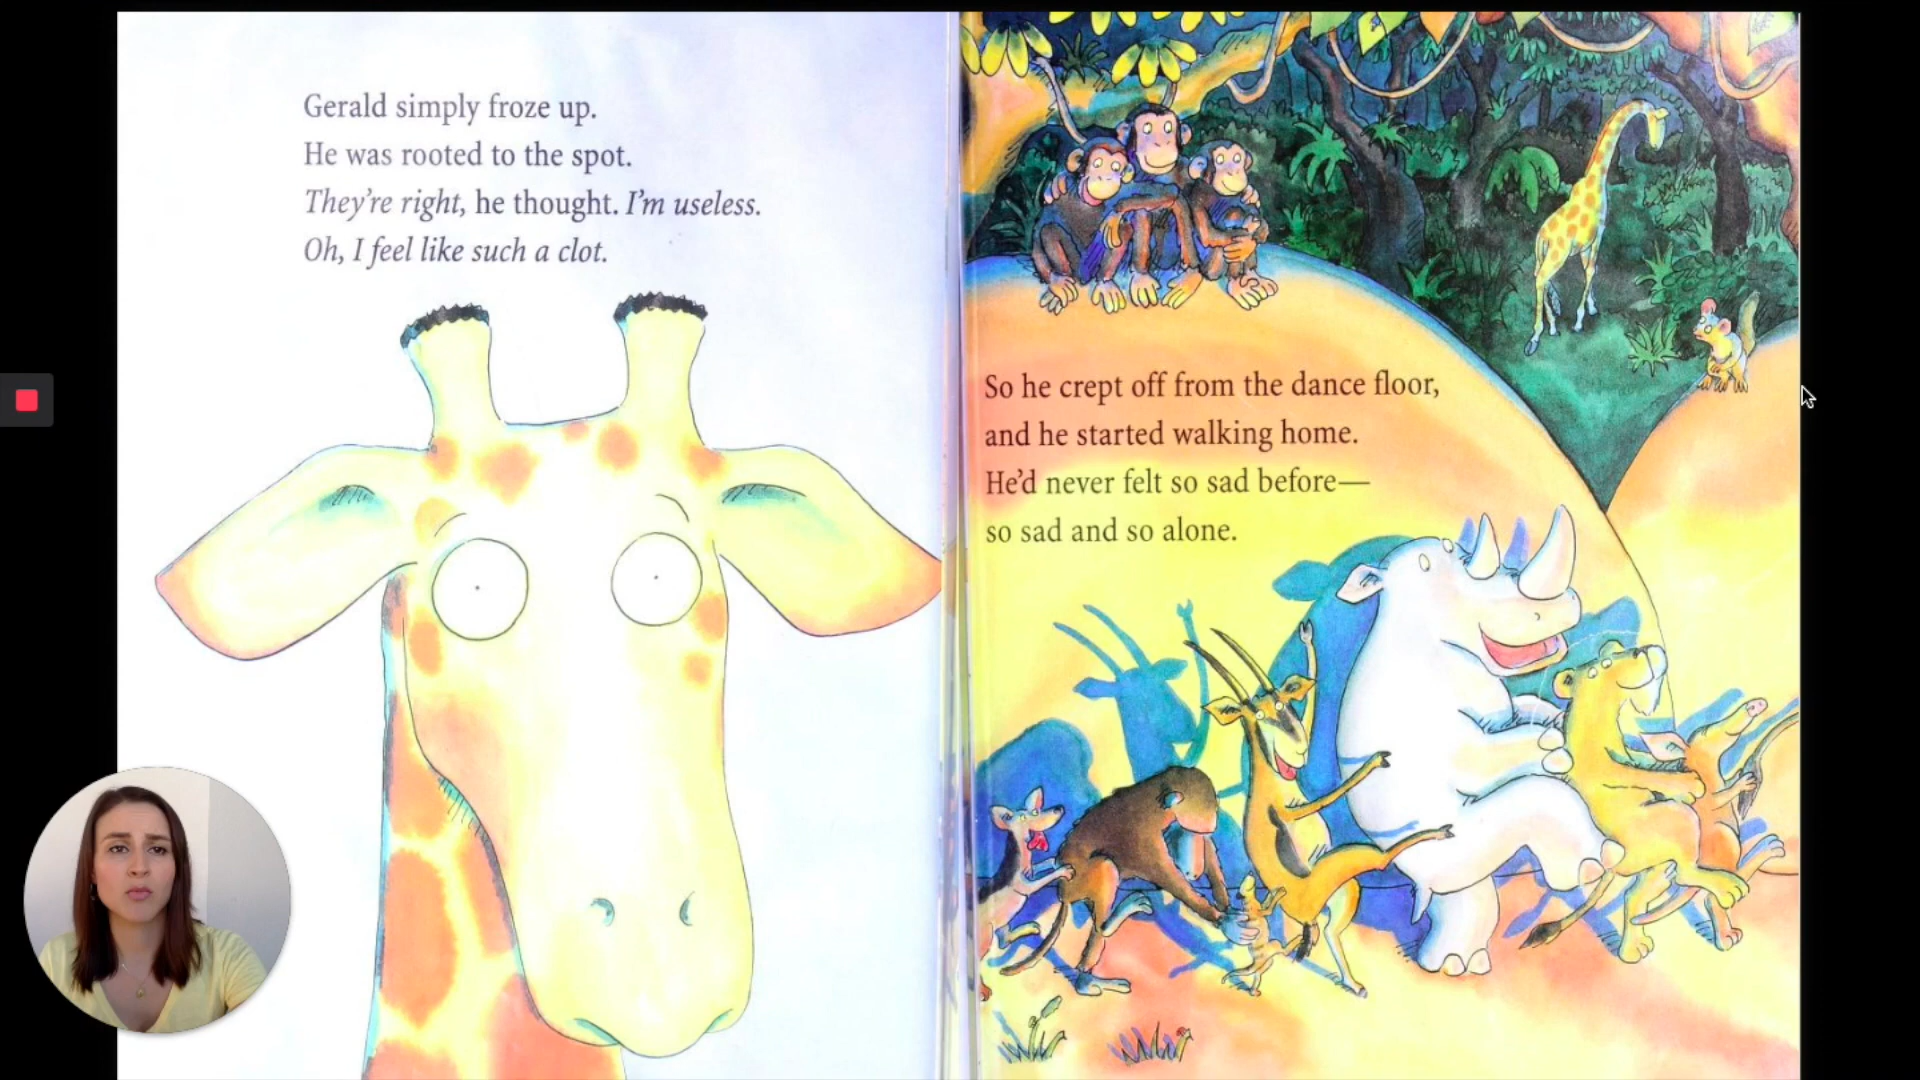 Gerald simply froze up.
He was rooted to the spot.
They're right, he thought. I'm useless.
Oh, I feel like such a clot.
So he crept off from the dance floor,
and he started walking home.
He'd never felt so sad before—
so sad and so alone.